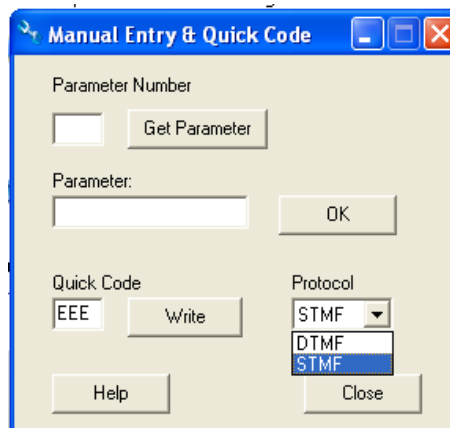 Manual Entry & Quick Code
Parameter Number
Get Parameter
Parameter:
OK
Quick Code
Protocol
EEE
Write
STMF
DTMF
STMF
Help
Close